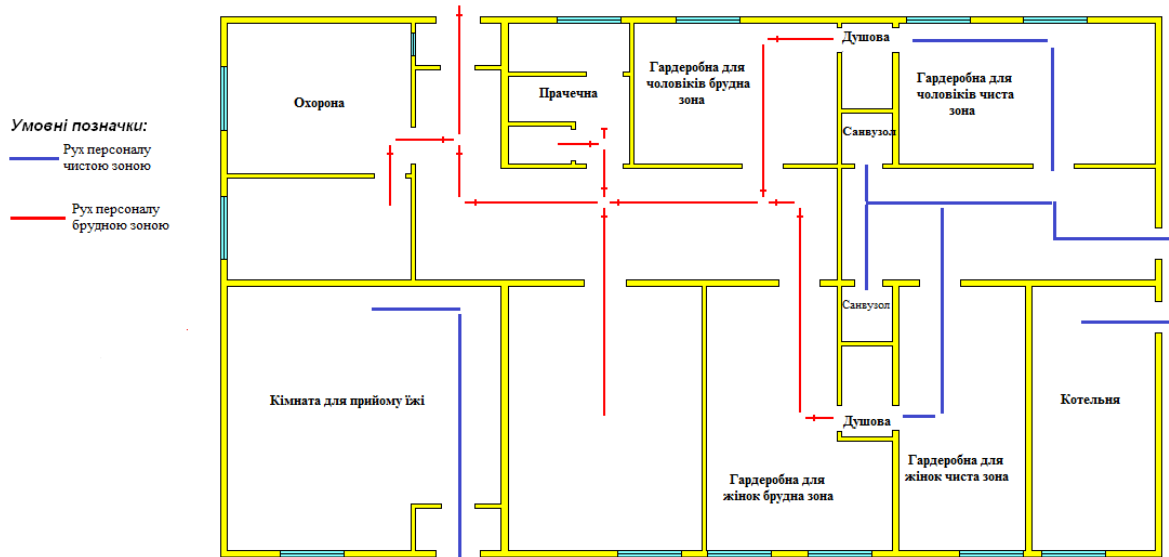 Умовні позначки:
Рух персоналу
чистою зоною
Рух персоналу
брудною зоною
Охорона
Прачечна
Гардеробна для
чоловіків брудна
зона
Душова
Гардеробна для
чоловіків чиста
зона
Санвузол
Санвузол
Кімната для прийому їжі
Гардеробна для
жінок брудна зона
Душова
Гардеробна для
жінок чиста зона
Котельня